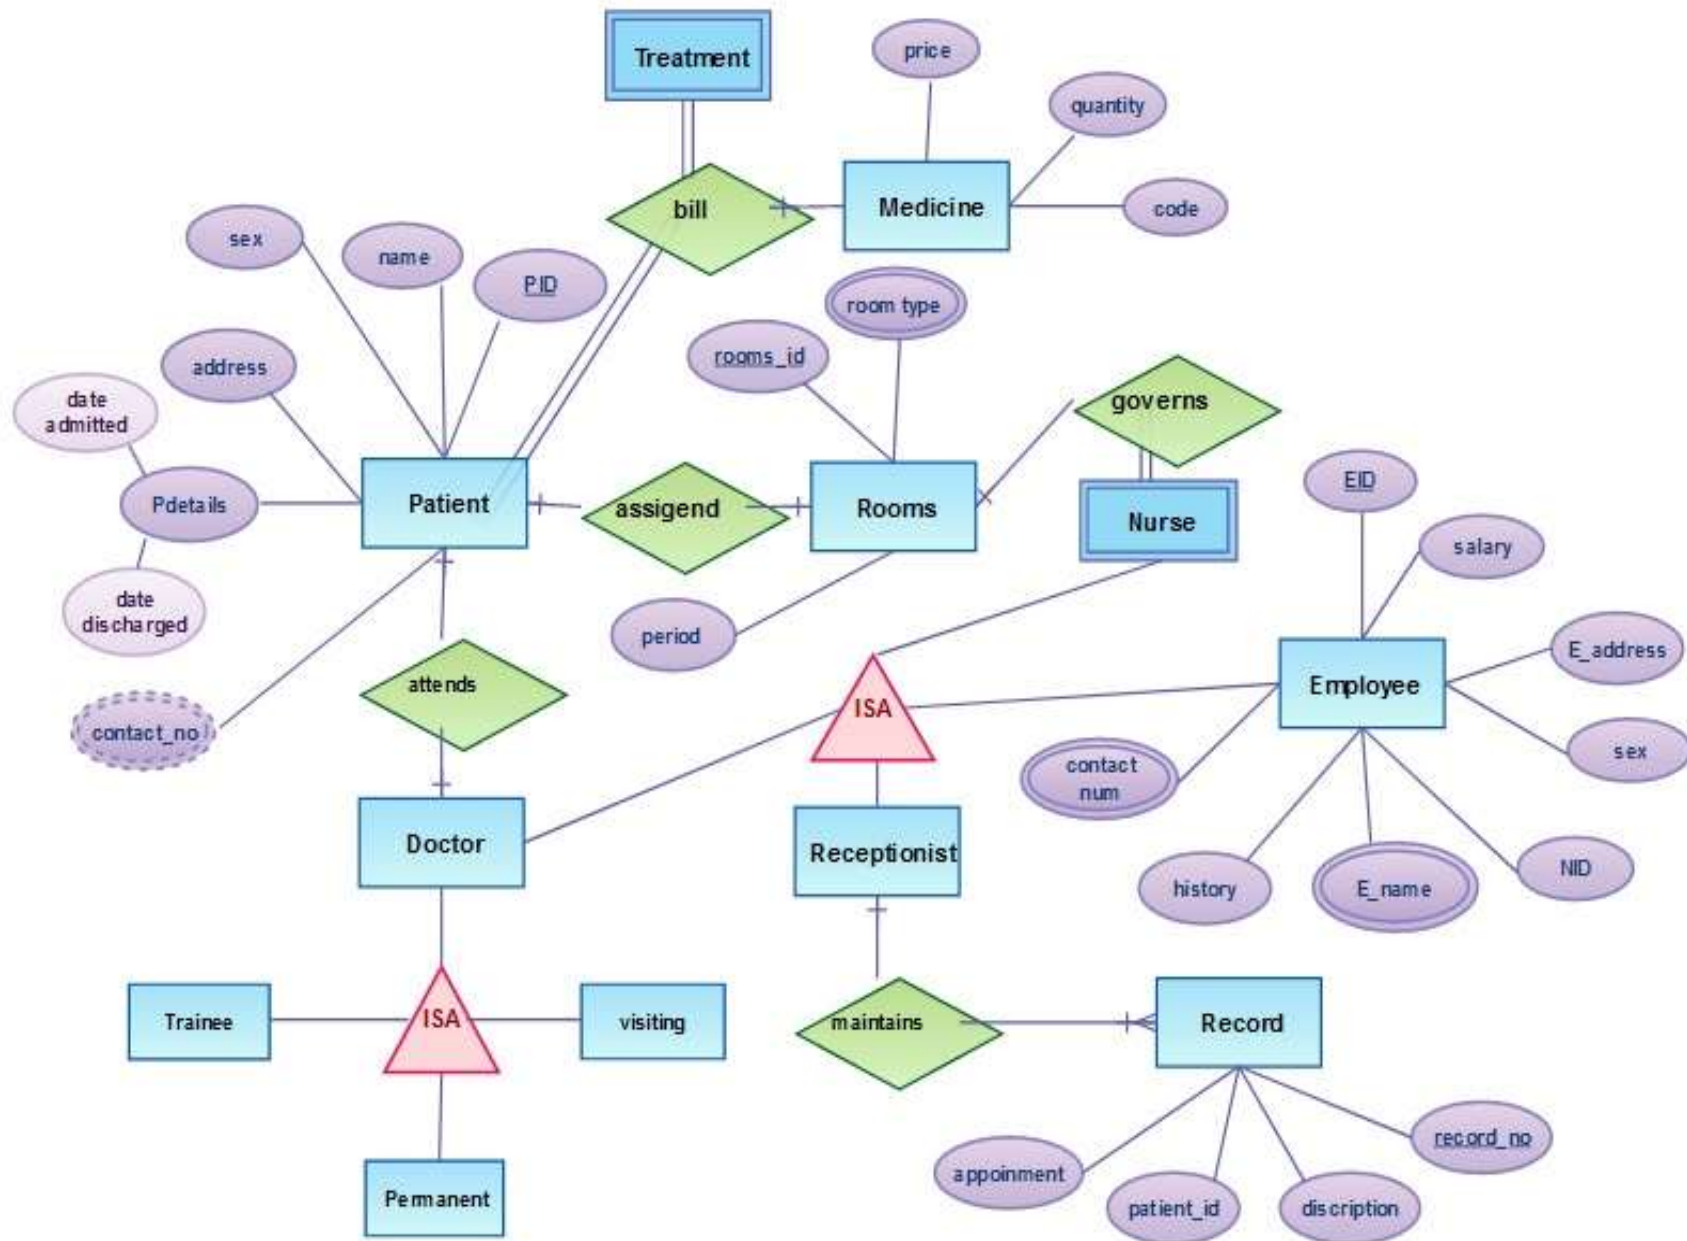 Treatment
price
quantity
bill
Medicine
code
sex
name
PID
room type
address
rooms_id
date
admitted
governs
Pdetails
Patient
assigend
Rooms
Nurse
EID
salary
date
discharged
period
E_address
attends
ISA
Employee
contact_no
sex
contact
num
Doctor
Receptionist
history
E_name
NID
Trainee
ISA
visiting
maintains
Record
record_no
appoinment
Permanent
patient_id
discription